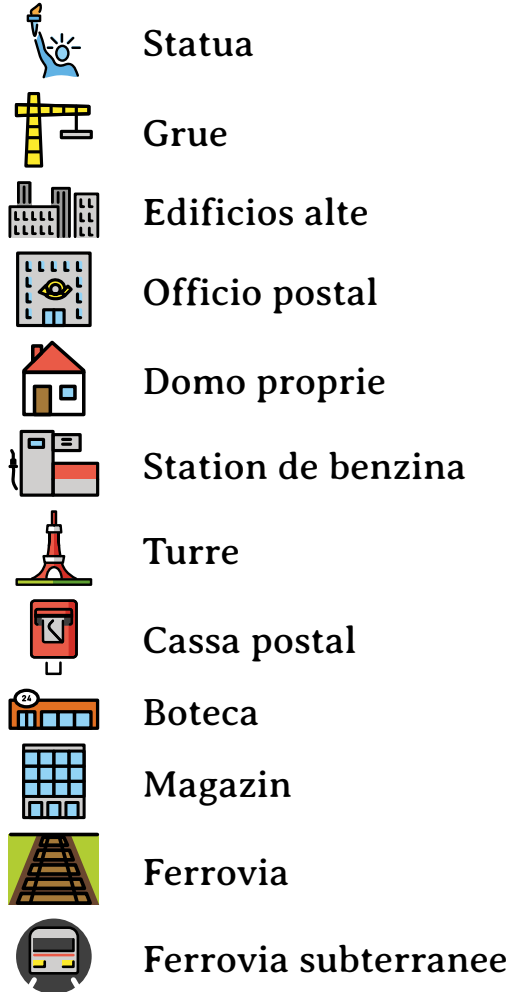 Statua
Grue
Edificios alte
Officio postal
Domo proprie
Station de benzina
Turre
Cassa postal
24
Boteca
Magazin
Ferrovia
Ferrovia subterranee